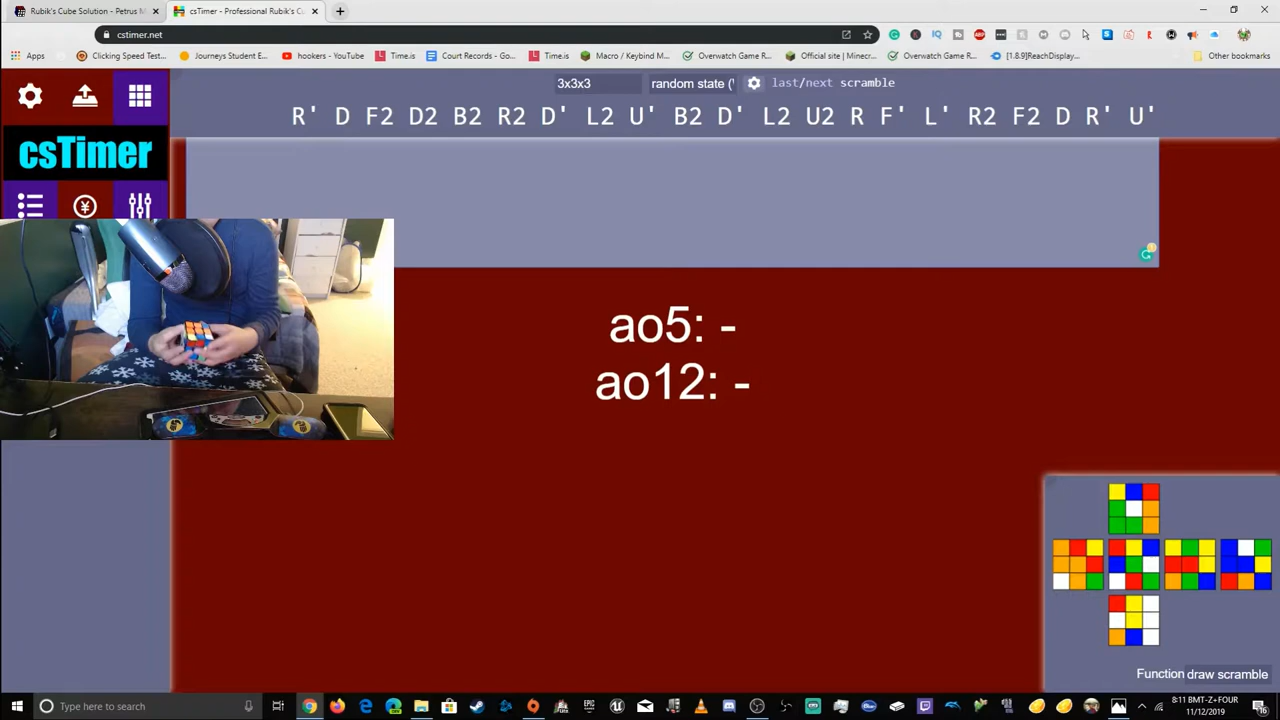 Rubik's Cube Solution - Petrus M
csTimer - Professional Rubik's C
cstimer.net
Apps
Clicking Speed Test...
Journeys Student E...
hookers - YouTube
Time.is
Court Records - Go...
Time.is
Macro / Keybind M...
Overwatch Game R...
Official site | Minecr...
Overwatch Game R...
[1.8.9]ReachDisplay...
Other bookmarks
3x3x3
random state ('
last/next scramble
R' D F2 D2 B2 R2 D' L2 U' B2 D' L2 U2 R F' L' R2 F2 D R' U'
csTimer
ao5: -
ao12: -
Function draw scramble
Type here to search
8:11 BMT-Z+FOUR
11/12/2019